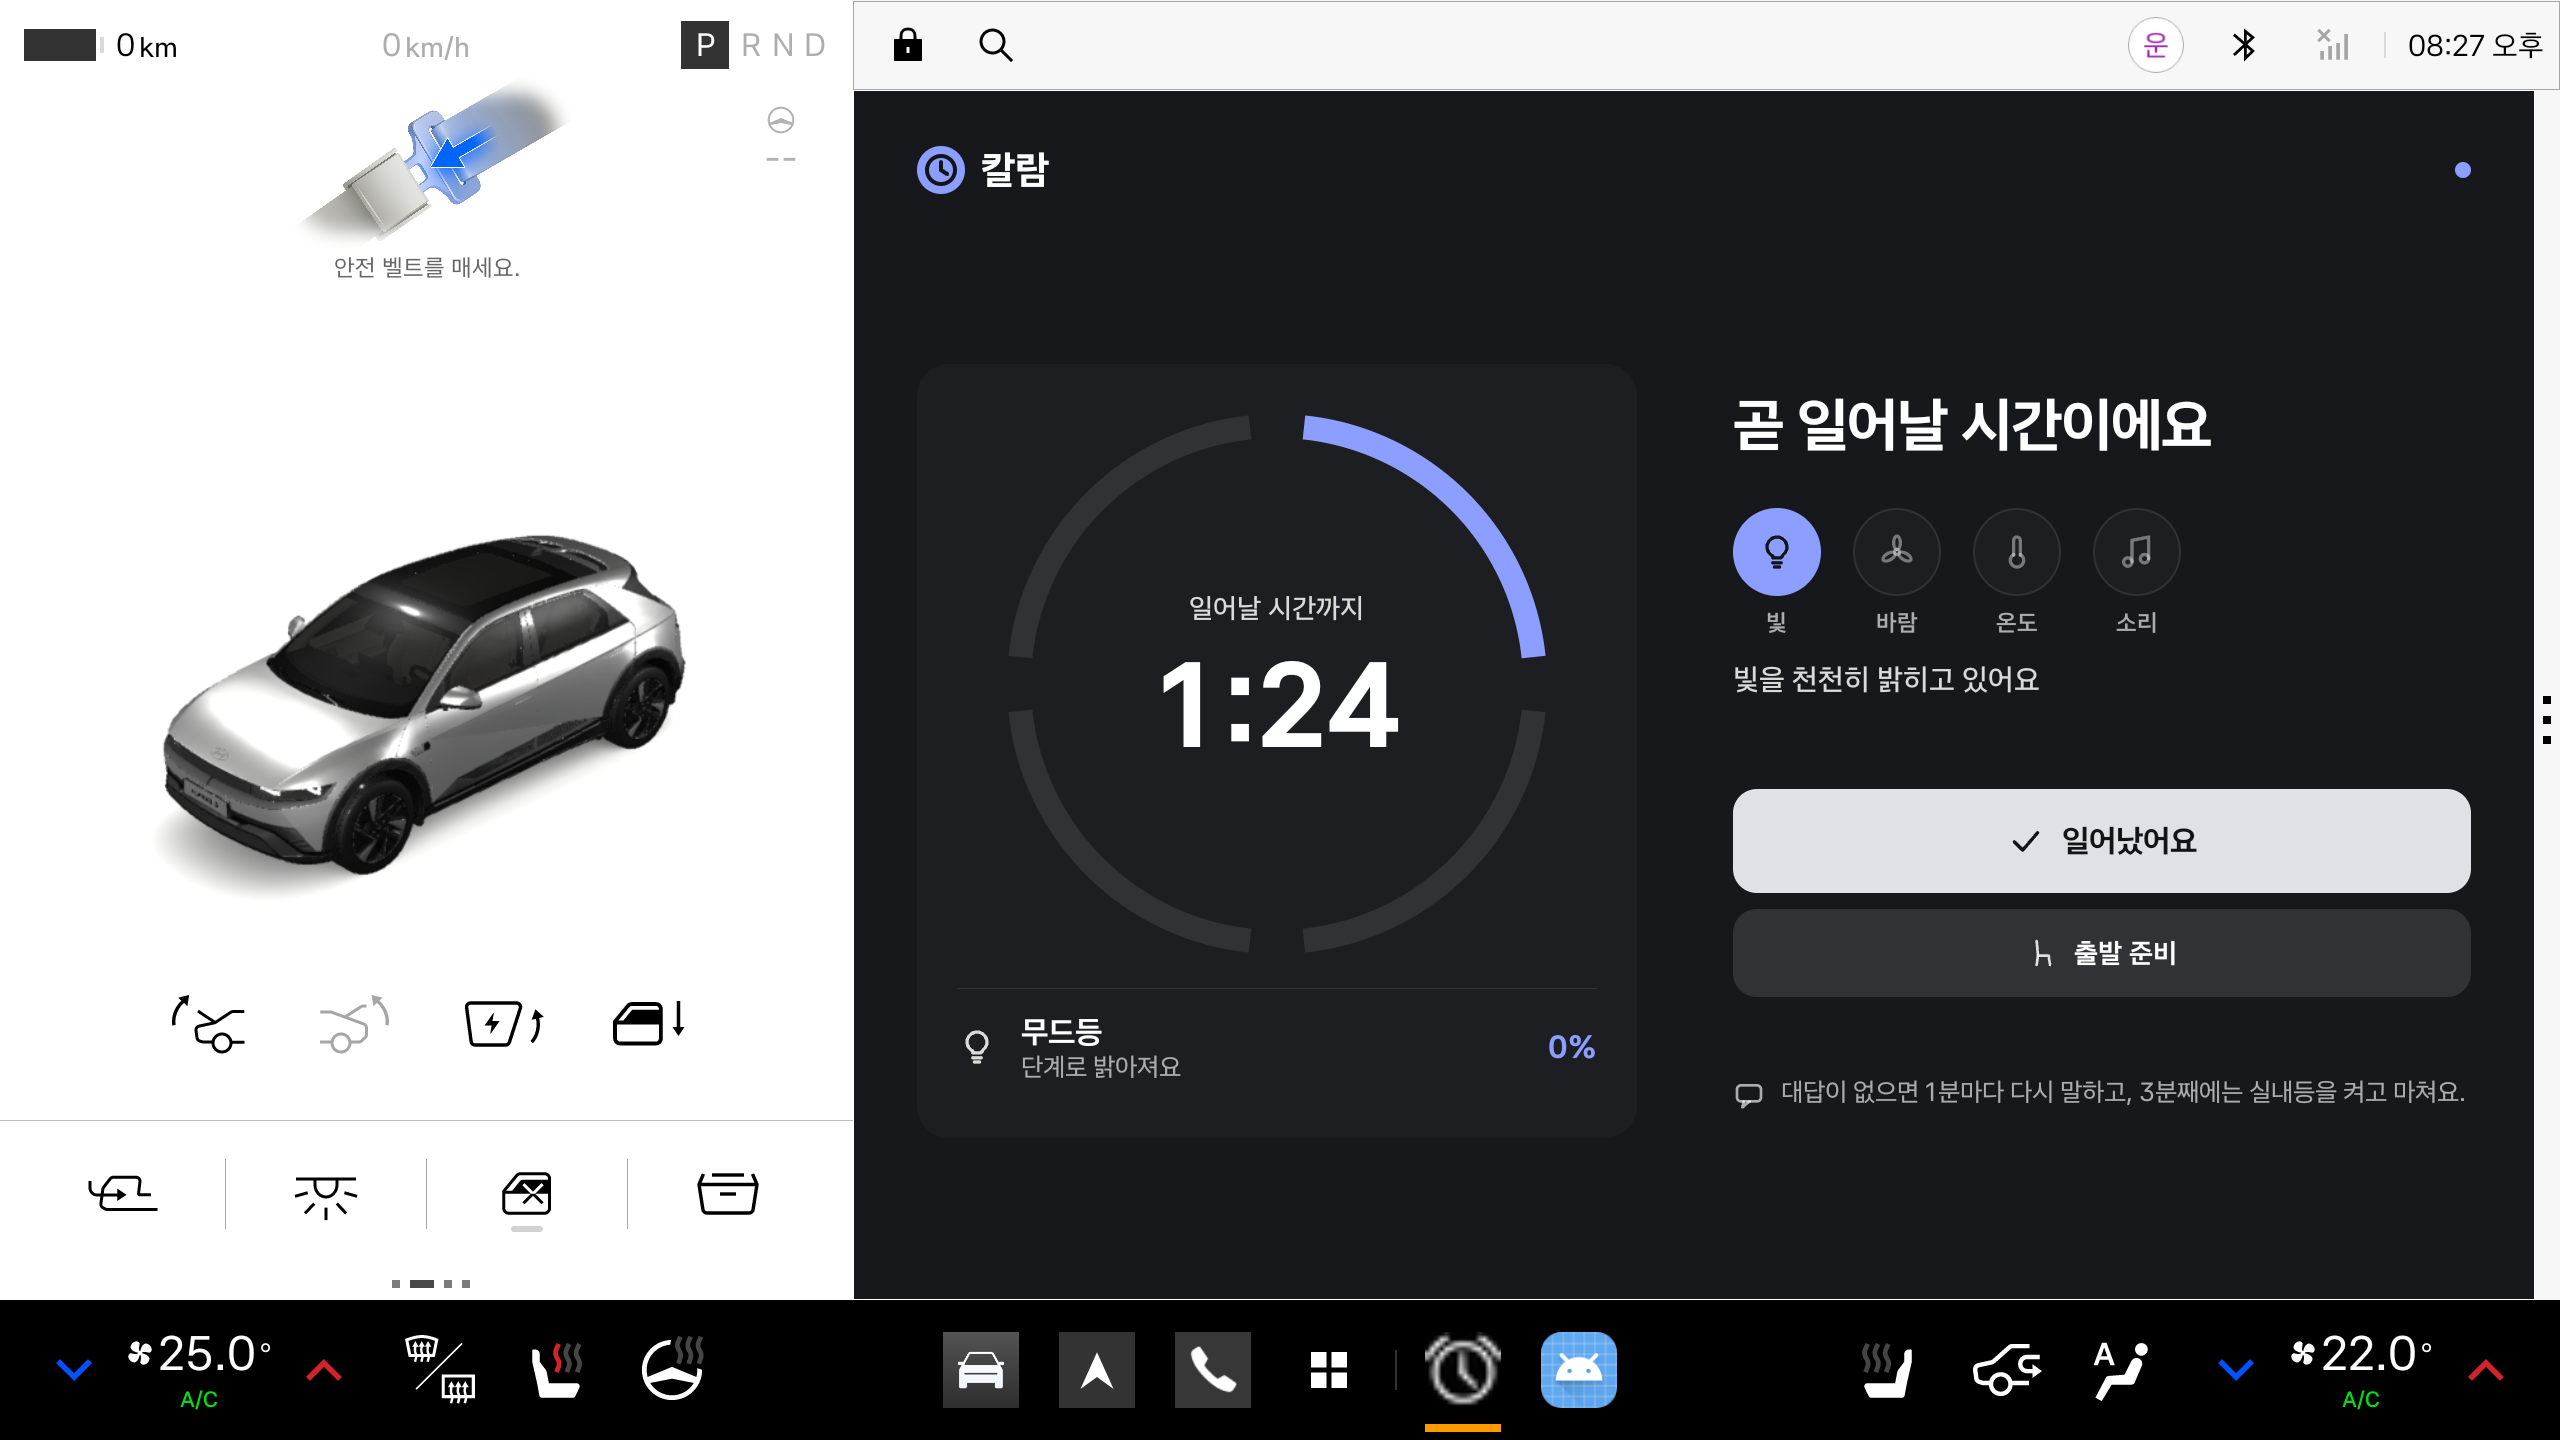 0 km
0 km/h
P R N D
운
08:27 오후
--
안전 벨트를 매세요.
칼람
일어날 시간까지
1:24
무드등
단계로 밝아져요
0%
곧 일어날 시간이에요
빛
바람
온도
소리
빛을 천천히 밝히고 있어요
일어났어요
출발 준비
대답이 없으면 1분마다 다시 말하고, 3분째에는 실내등을 켜고 마쳐요.
25.0°
A/C
A
22.0°
A/C